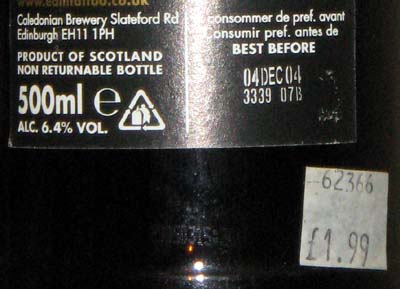 Caledonian Brewery Slateford Rd
Edinburgh EH11 1PH
PRODUCT OF SCOTLAND
NON RETURNABLE BOTTLE
500ml e
ALC. 6.4% VOL.
consommer de pref. avant
Consumir pref. antes de
BEST BEFORE
04DEC04
3339 07B
62366
£1.99